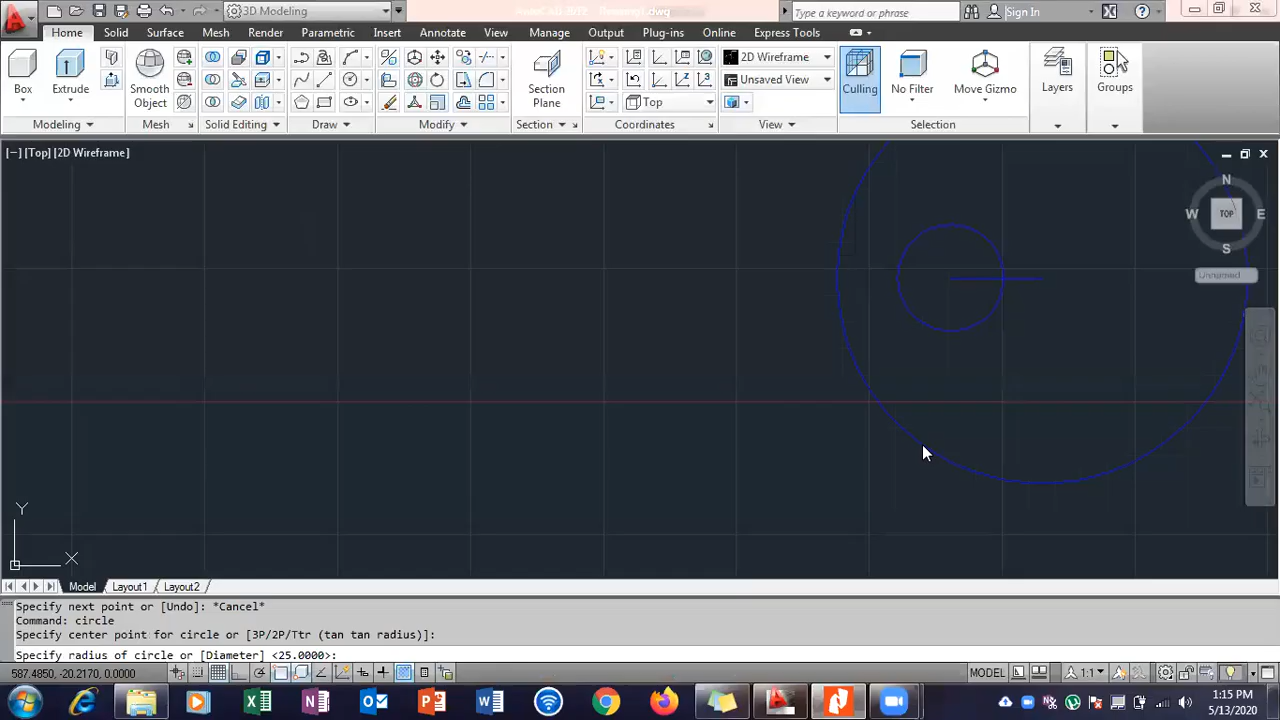 3D Modeling
AutoCAD 2012 Drawing1.dwg
Type a keyword or phrase
Sign In
Home Solid Surface Mesh Render Parametric Insert Annotate View Manage Output Plug-ins Online Express Tools
Box
Extrude
Smooth Object
Section Plane
2D Wireframe
Unsaved View
Top
Culling
No Filter
Move Gizmo
Layers
Groups
Modeling Mesh Solid Editing Draw Modify Section Coordinates View Selection
[−] [Top] [2D Wireframe]
N
W TOP E
S
Unnamed
Y
X
Model Layout1 Layout2
Specify next point or [Undo]: *Cancel*
Command: circle
Specify center point for circle or [3P/2P/Ttr (tan tan radius)]:
Specify radius of circle or [Diameter] <25.0000>:
587.4850, -20.2170, 0.0000
MODEL
1:1
1:15 PM
5/13/2020